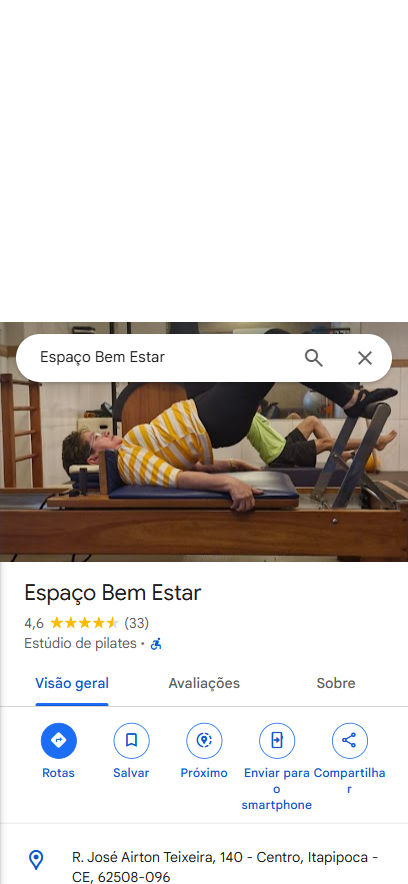 Espaço Bem Estar
Espaço Bem Estar
4,6 (33)
Estúdio de pilates ·
Visão geral Avaliações Sobre
Rotas Salvar Próximo Enviar para o smartphone Compartilhar
R. José Airton Teixeira, 140 - Centro, Itapipoca -
CE, 62508-096